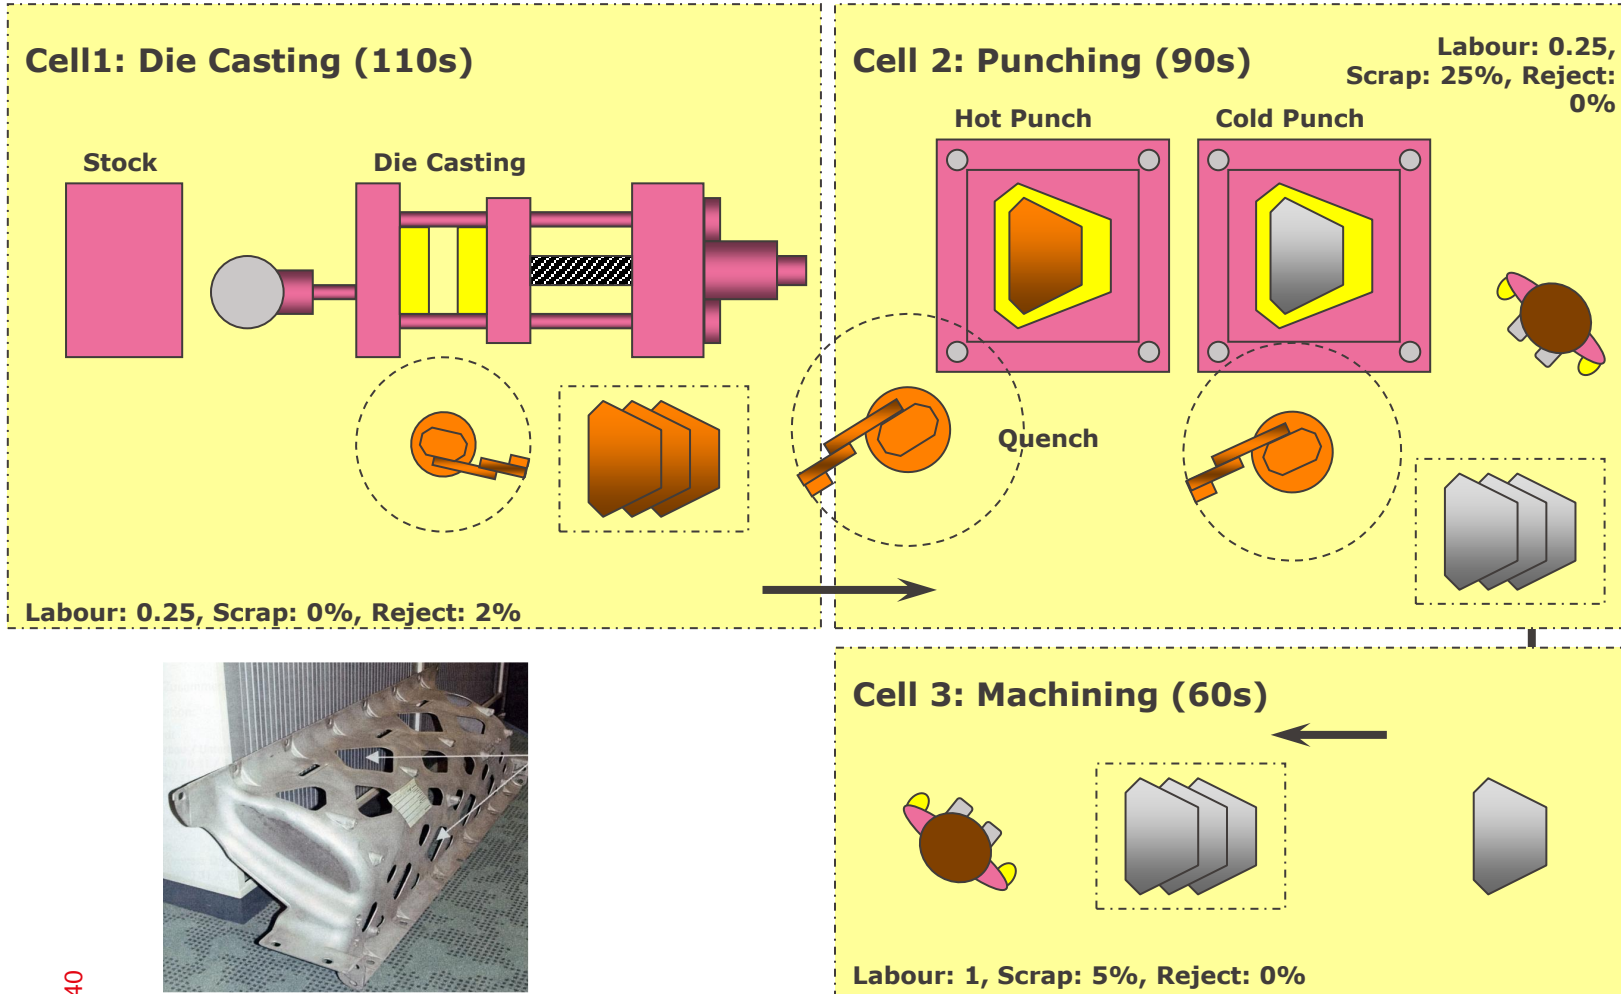 Cell1: Die Casting (110s)
Stock
Die Casting
Labour: 0.25, Scrap: 0%, Reject: 2%
Cell 2: Punching (90s)
Labour: 0.25,
Scrap: 25%, Reject:
0%
Hot Punch
Cold Punch
Quench
Cell 3: Machining (60s)
Labour: 1, Scrap: 5%, Reject: 0%
40